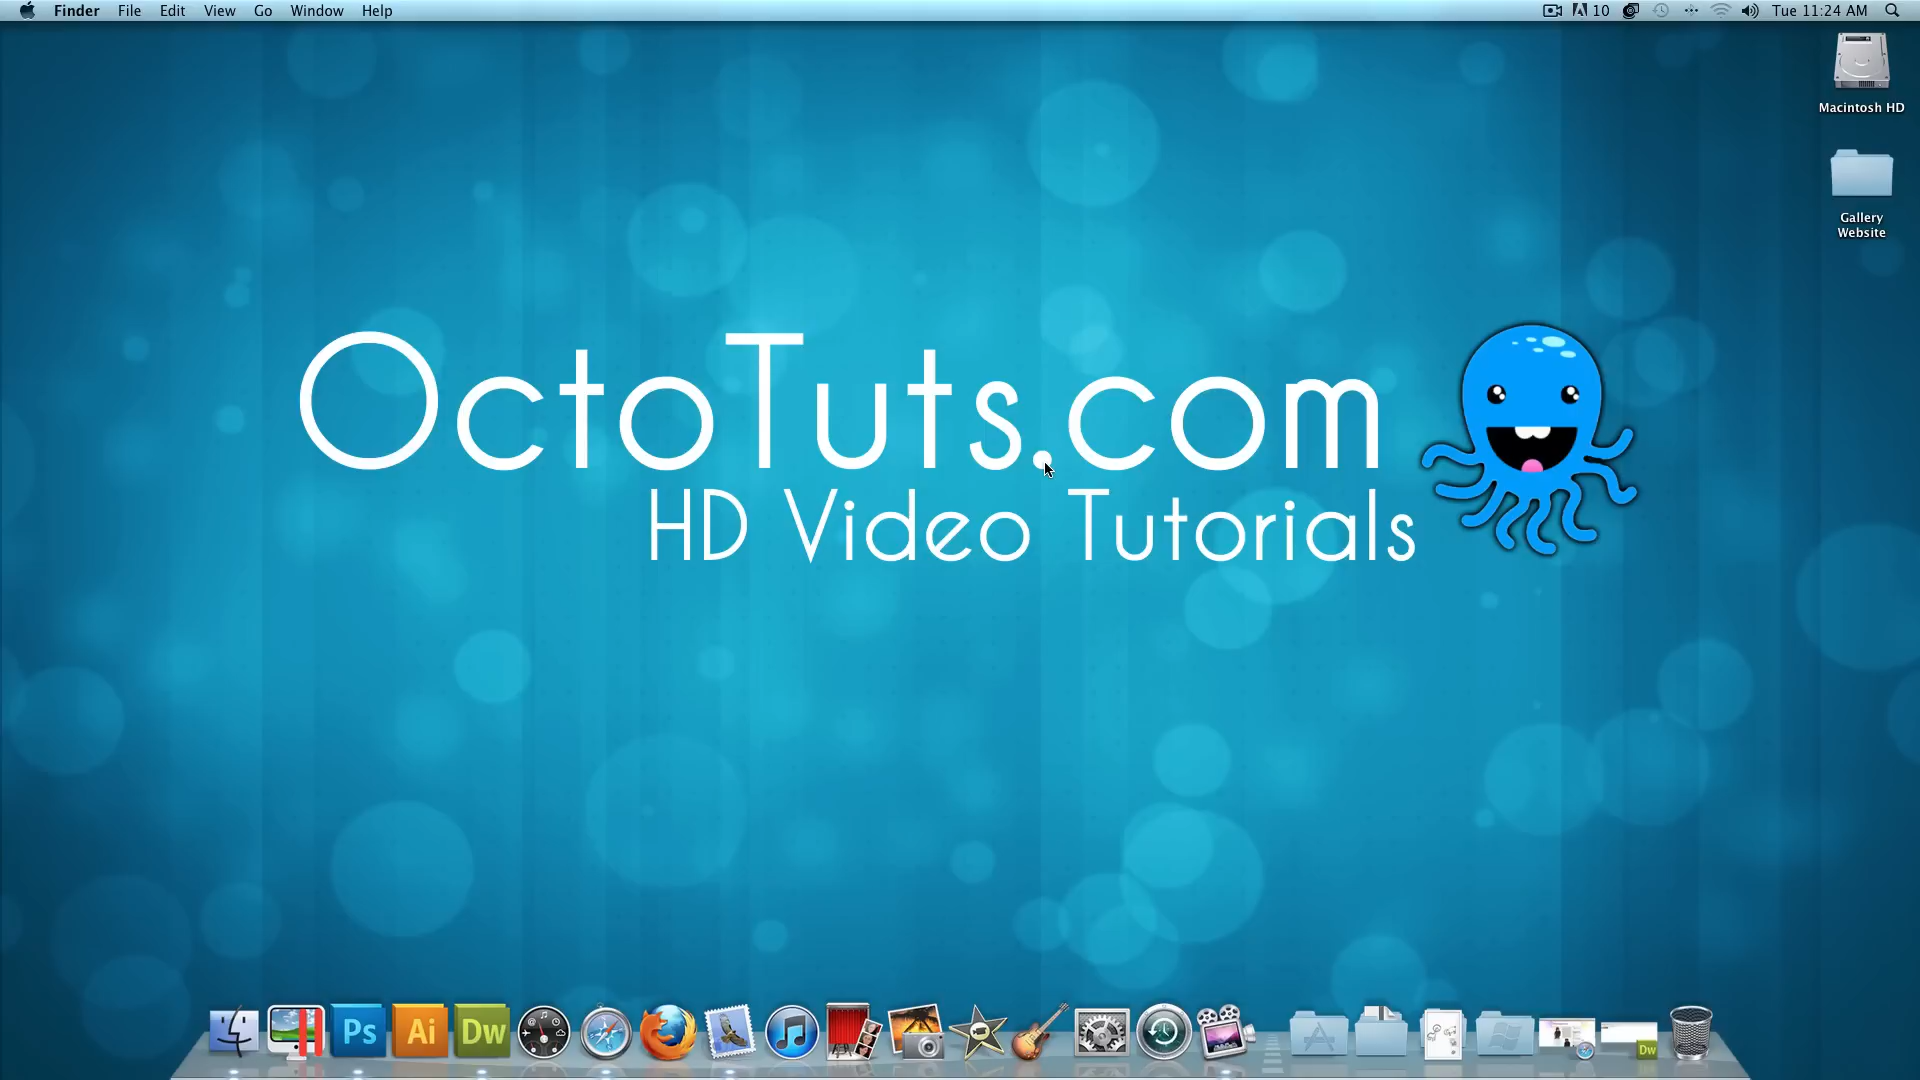 Finder File Edit View Go Window Help 10 Tue 11:24 AM
Macintosh HD
Gallery
Website
OctoTuts.com
HD Video Tutorials
Ps Ai Dw Dw